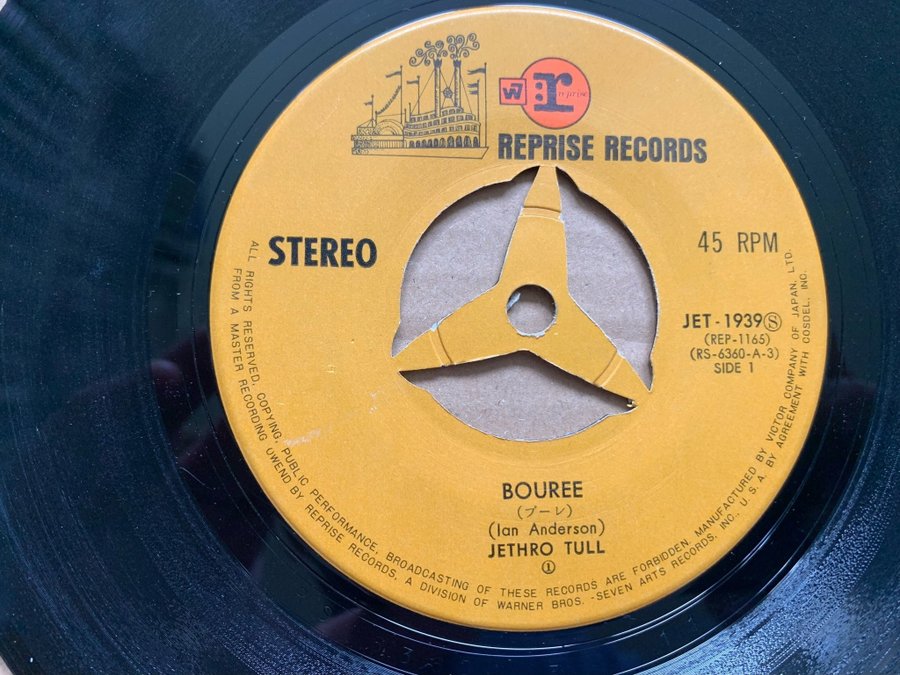 W
r
reprise
REPRISE RECORDS
STEREO
45 RPM
JET-1939Ⓢ
(REP-1165)
(RS-6360-A-3)
SIDE 1
BOUREE
(ブーレ)
(Ian Anderson)
JETHRO TULL
①
ALL RIGHTS RESERVED. COPYING, PUBLIC PERFORMANCE, BROADCASTING OF THESE RECORDS ARE FORBIDDEN. MANUFACTURED BY VICTOR COMPANY OF JAPAN, LTD.
FROM A MASTER RECORDING OWEND BY REPRISE RECORDS, A DIVISION OF WARNER BROS. -SEVEN ARTS RECORDS, INC., U.S.A. BY AGREEMENT WITH COSDEL, INC.